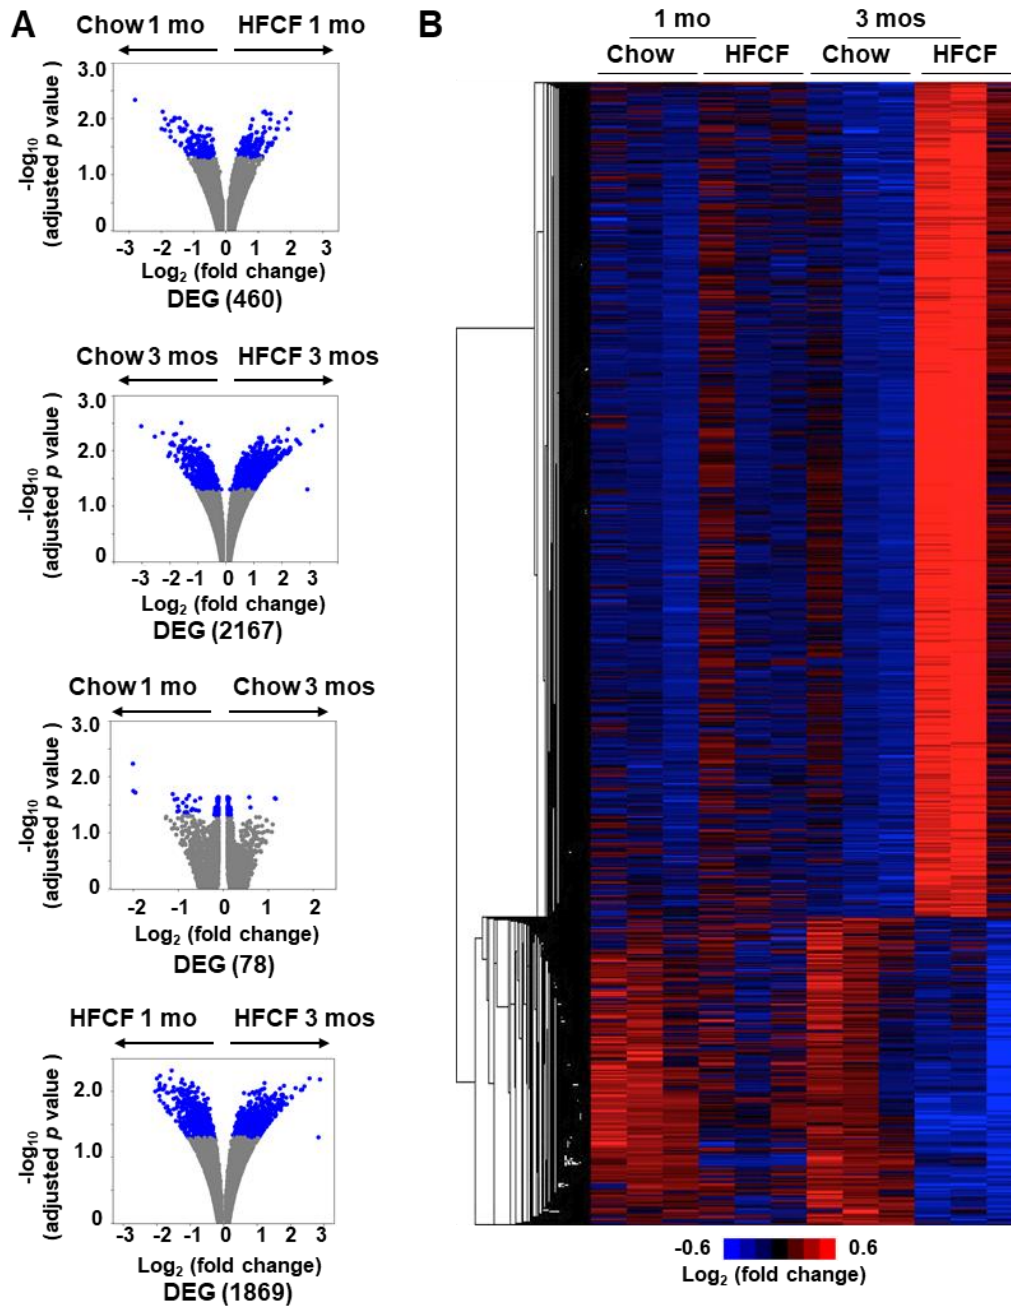 A
Chow 1 mo HFCF 1 mo
3.0
2.0
1.0
0
-log10
(adjusted p value )
-3 -2 -1 0 1 2 3
Log2 (fold change)
DEG (460)
Chow 3 mos HFCF 3 mos
3.0
2.0
1.0
0
-log10
(adjusted p value )
-3 -2 -1 0 1 2 3
Log2 (fold change)
DEG (2167)
Chow 1 mo Chow 3 mos
3.0
2.0
1.0
0
-log10
(adjusted p value )
-2 -1 0 1 2
Log2 (fold change)
DEG (78)
HFCF 1 mo HFCF 3 mos
2.0
1.0
0
-log10
(adjusted p value )
-3 -2 -1 0 1 2 3
Log2 (fold change)
DEG (1869)
B
1 mo 3 mos
Chow HFCF Chow HFCF
-0.6 0.6
Log2 (fold change)